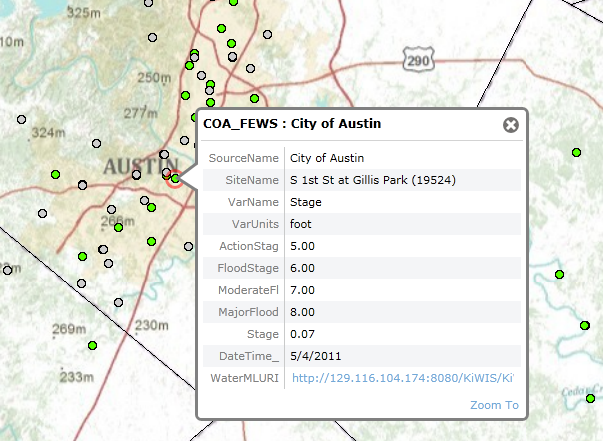 325m
10m
290
250m
277m
324m
AUSTIN
266m
269m
230m
233m
Cedar C
COA_FEWS : City of Austin
SourceName City of Austin
SiteName S 1st St at Gillis Park (19524)
VarName Stage
VarUnits foot
ActionStag 5.00
FloodStage 6.00
ModerateFl 7.00
MajorFlood 8.00
Stage 0.07
DateTime_ 5/4/2011
WaterMLURI http://129.116.104.174:8080/KiWIS/Ki
Zoom To